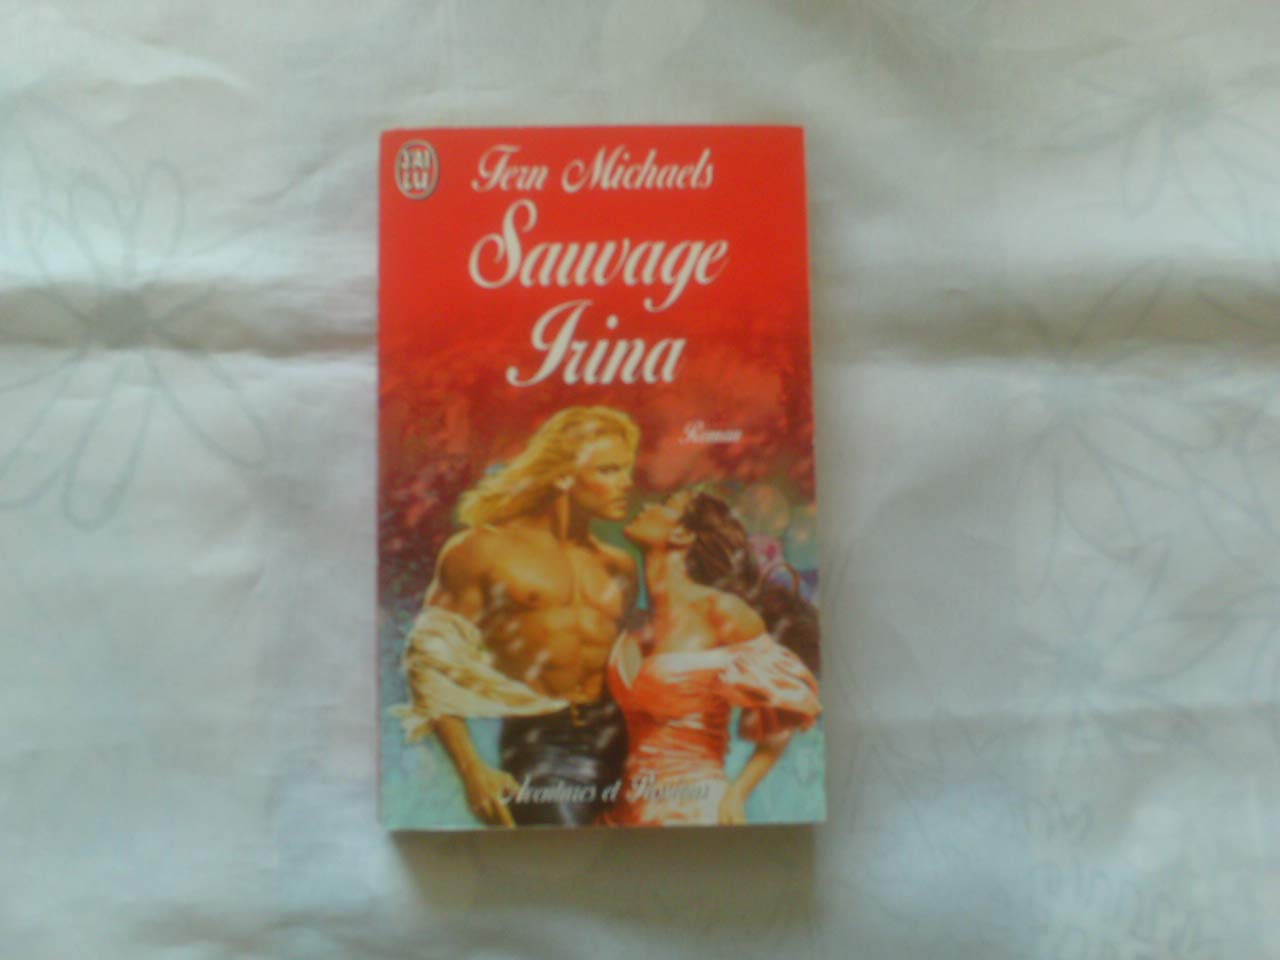 J'AI
LU
Fern Michaels
Sauvage
Irina
Roman
Aventures et Passions